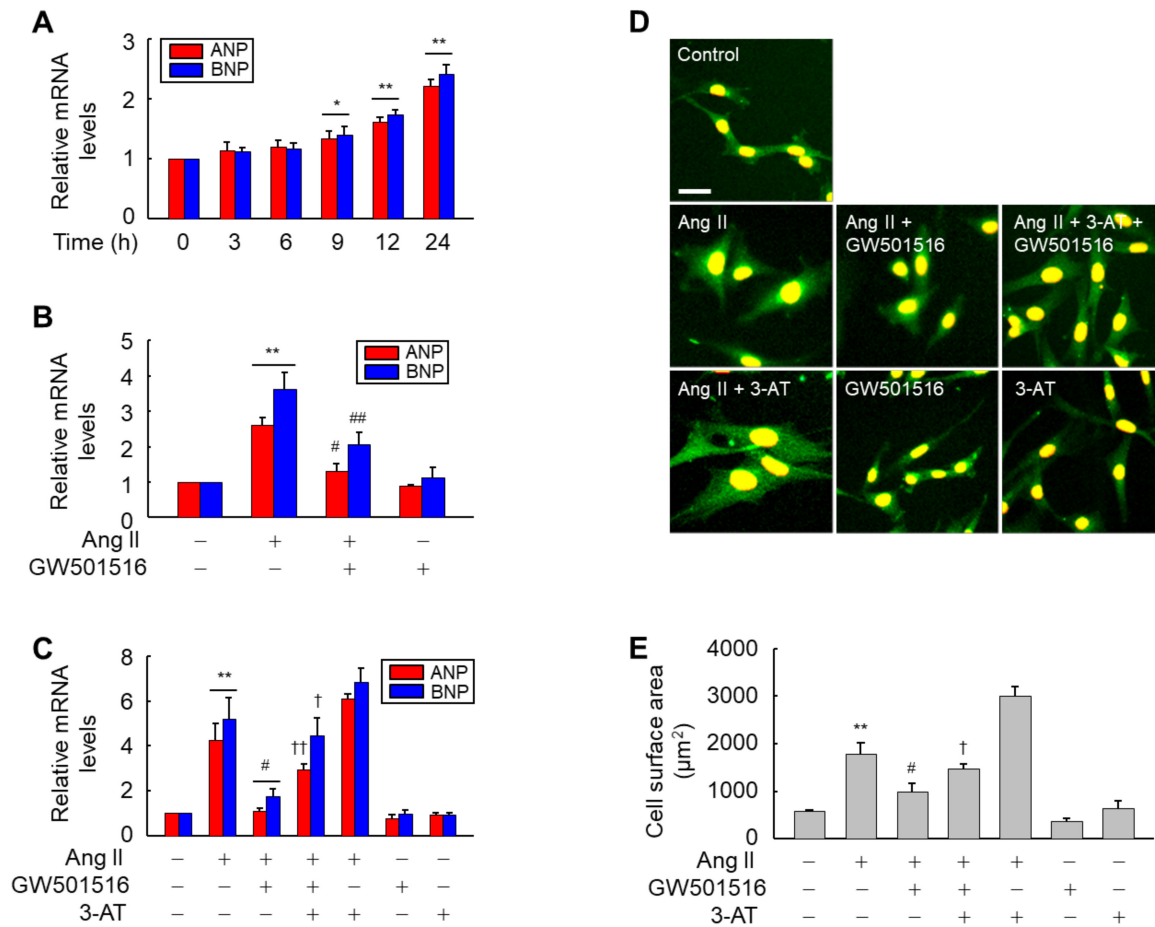 A
Relative mRNA
levels
3
2
1
0
ANP
BNP
*
**
**
Time (h) 0 3 6 9 12 24
B
Relative mRNA
levels
5
4
3
2
1
0
ANP
BNP
**
#
##
Ang II – + + –
GW501516 – – + +
C
Relative mRNA
levels
8
6
4
2
0
ANP
BNP
**
#
††
†
Ang II – + + + + – –
GW501516 – – + + – + –
3-AT – – – + + – +
D
Control
Ang II
Ang II +
GW501516
Ang II + 3-AT +
GW501516
Ang II + 3-AT
GW501516
3-AT
E
Cell surface area
(µm²)
4000
3000
2000
1000
0
**
#
†
Ang II – + + + + – –
GW501516 – – + + – + –
3-AT – – – + + – +